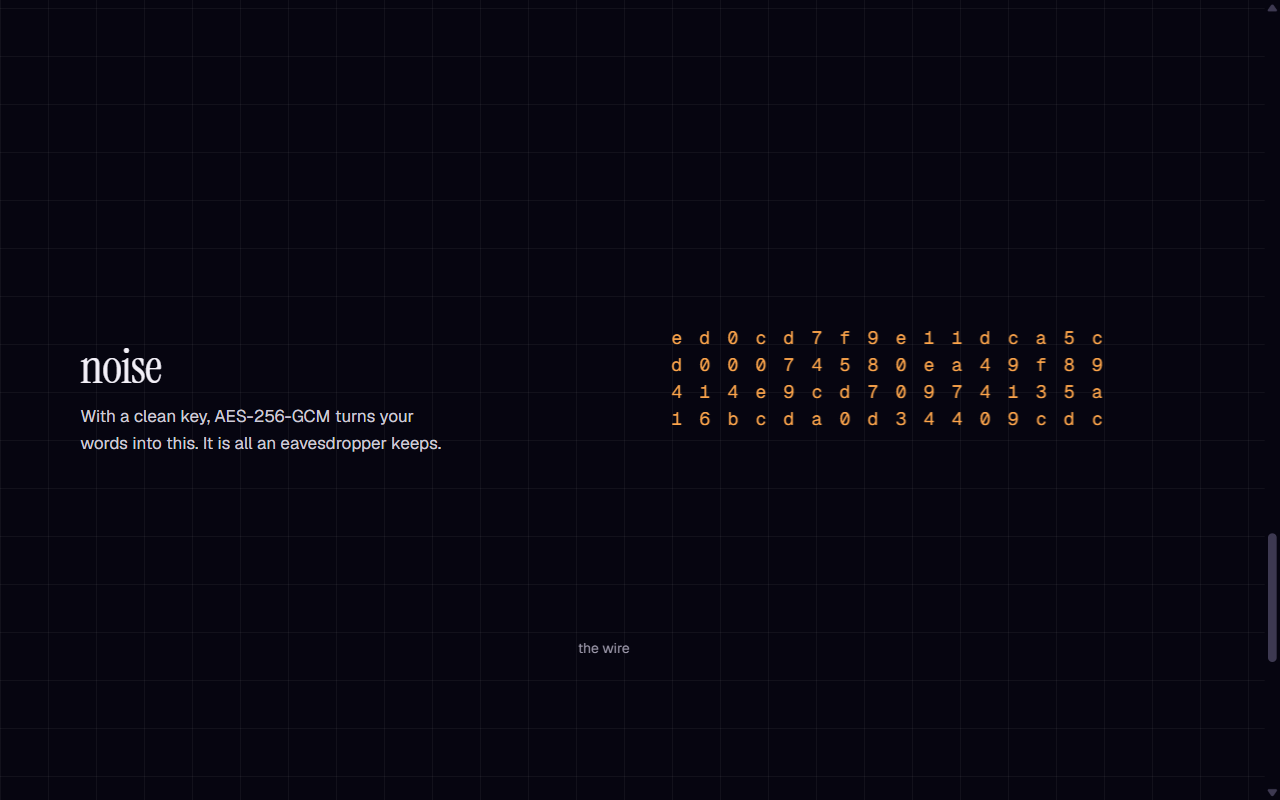 noise
With a clean key, AES-256-GCM turns your
words into this. It is all an eavesdropper keeps.
e d 0 c d 7 f 9 e 1 1 d c a 5 c
d 0 0 0 7 4 5 8 0 e a 4 9 f 8 9
4 1 4 e 9 c d 7 0 9 7 4 1 3 5 a
1 6 b c d a 0 d 3 4 4 0 9 c d c
the wire